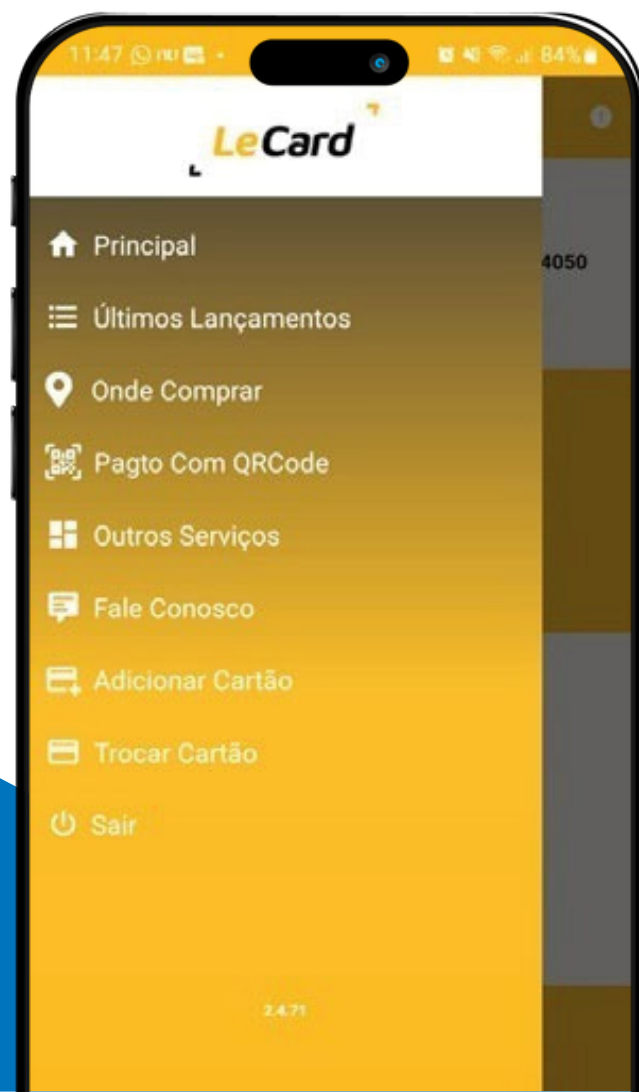 11:47
84%
LeCard
4050
Principal
Últimos Lançamentos
Onde Comprar
Pagto Com QRCode
Outros Serviços
Fale Conosco
Adicionar Cartão
Trocar Cartão
Sair
2.4.71